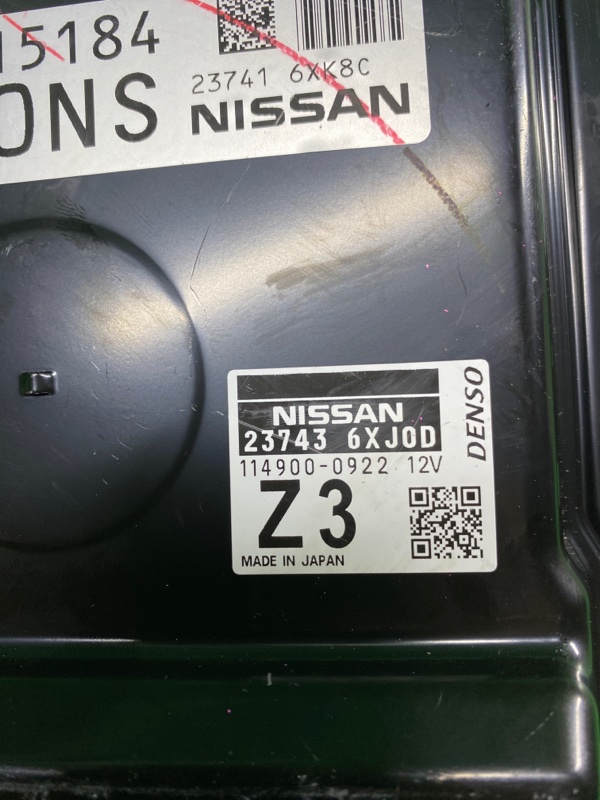 15184
ONS
23741 6XK8C
NISSAN
NISSAN
23743 6XJ0D
114900-0922 12V
Z3
MADE IN JAPAN
DENSO